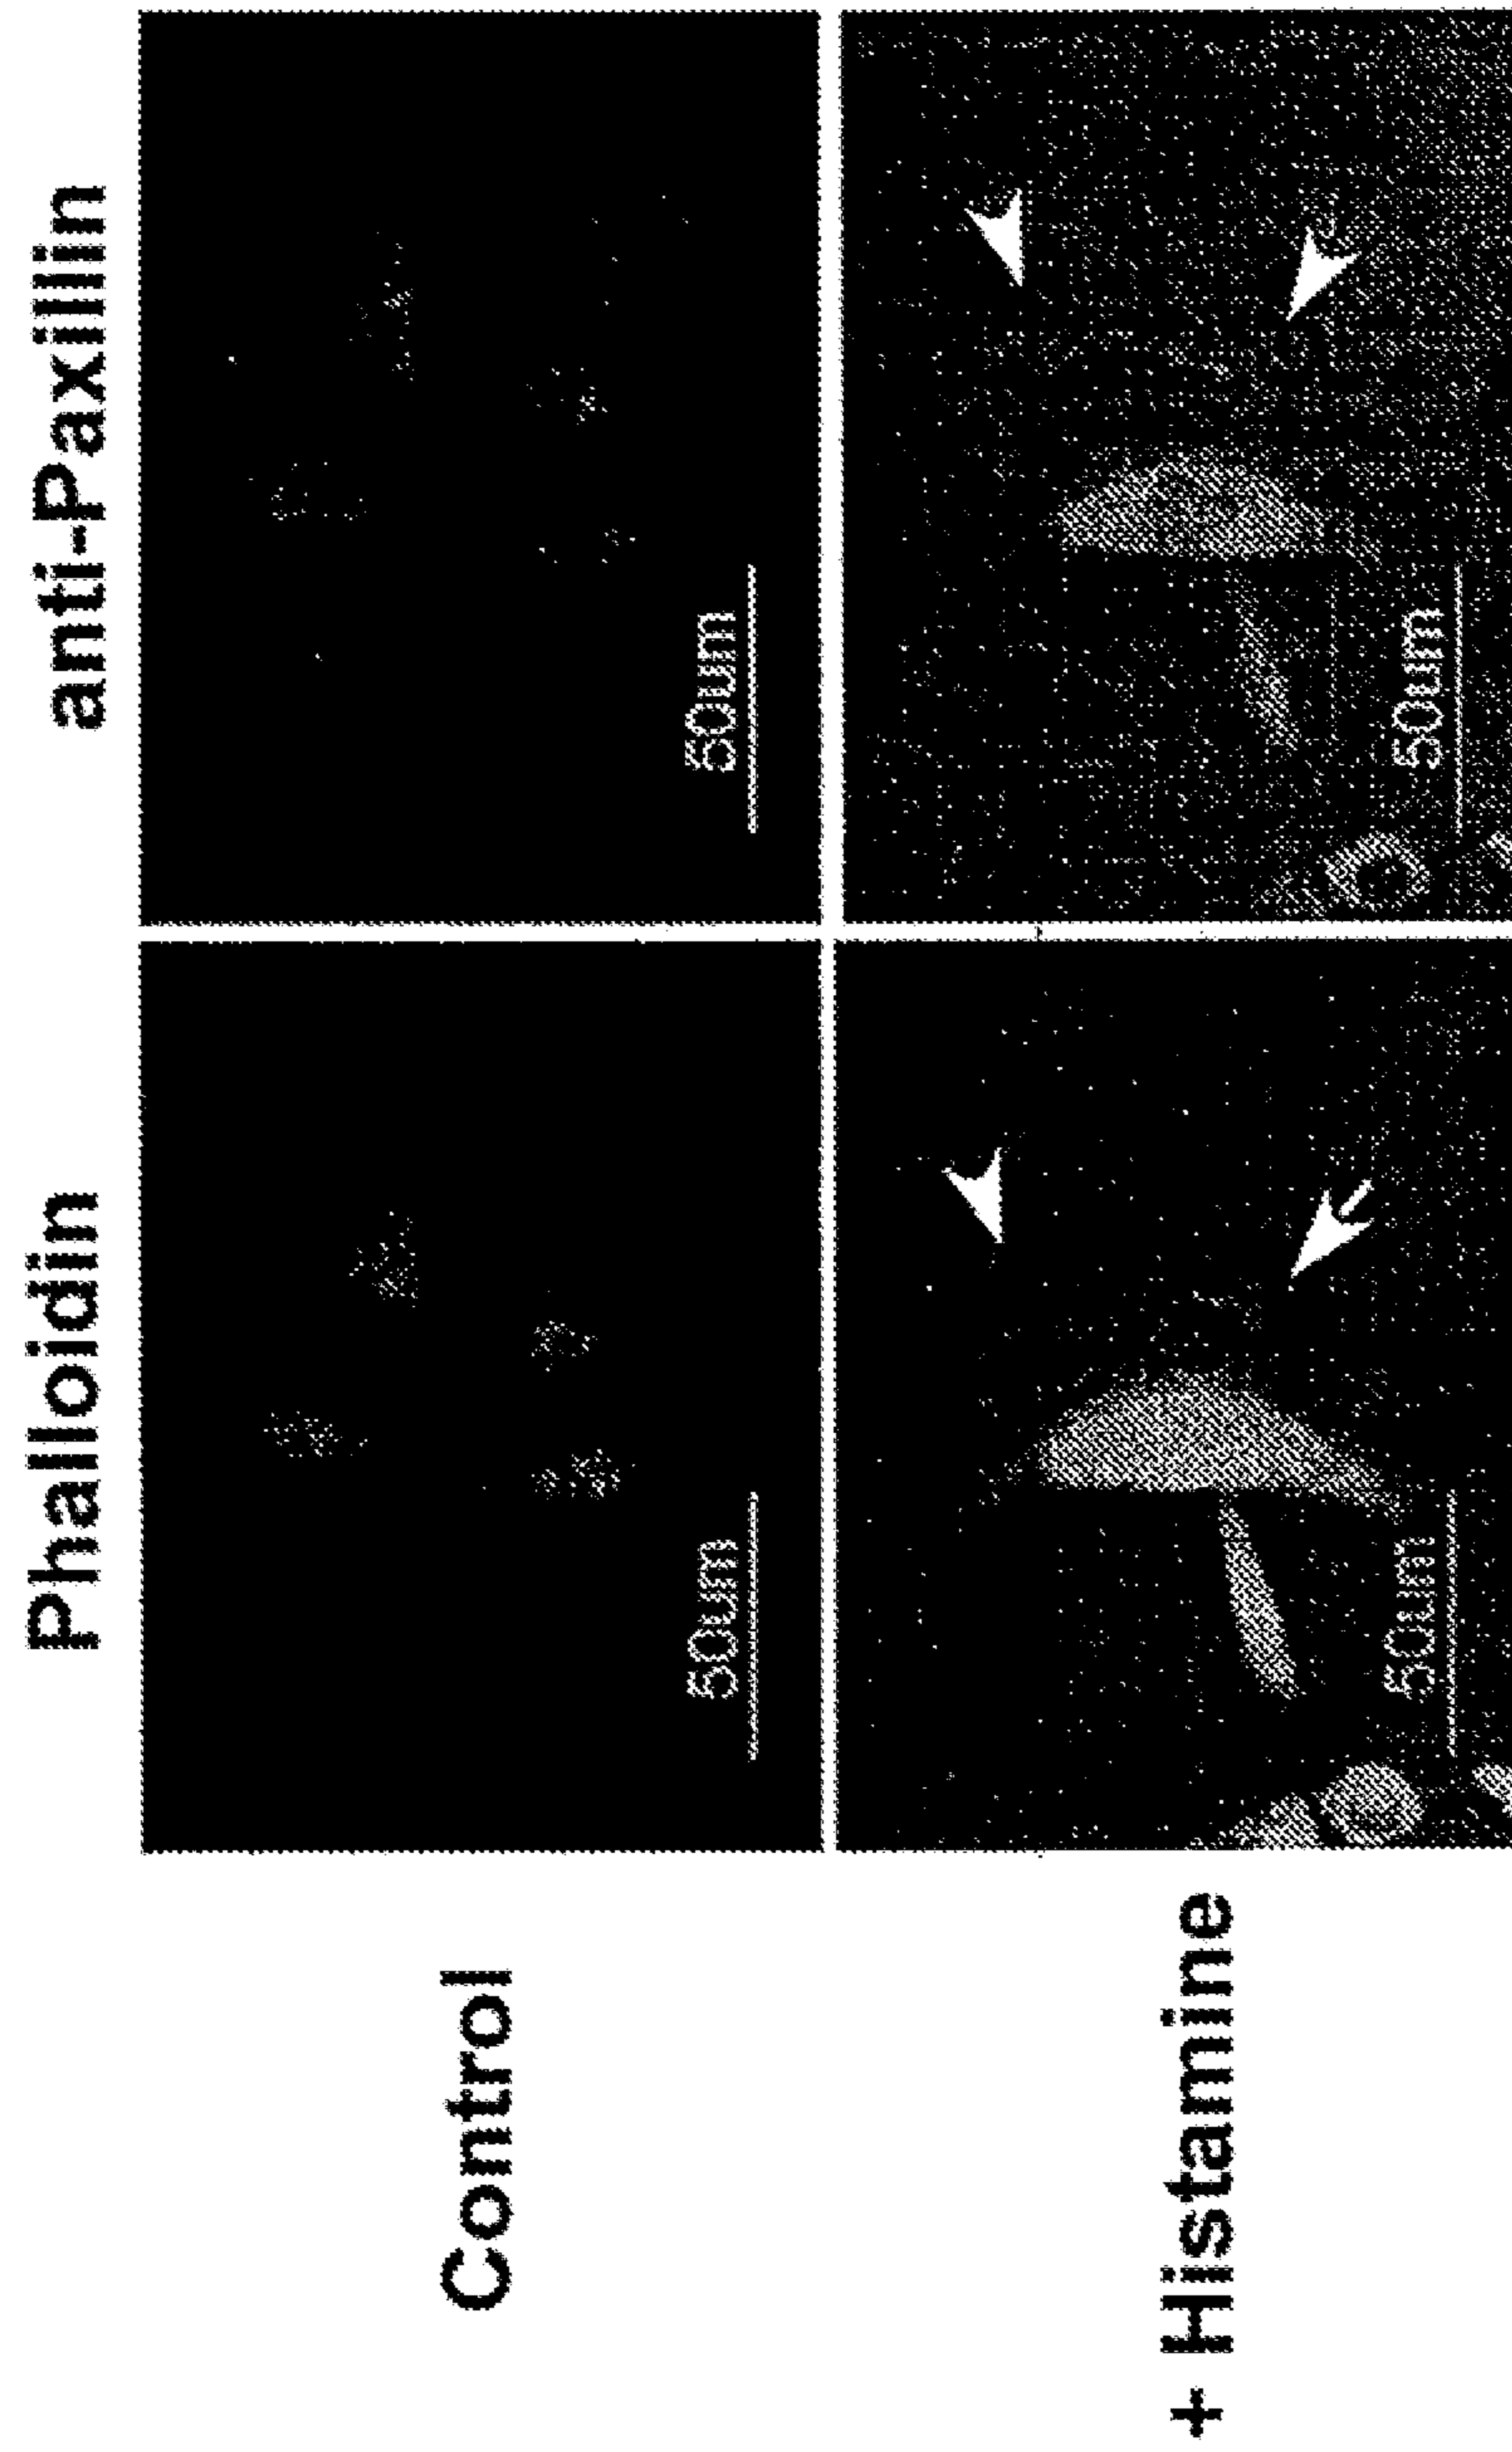 Phalloidin
anti-Paxillin
Control
50um
50um
+ Histamine
50um
50um